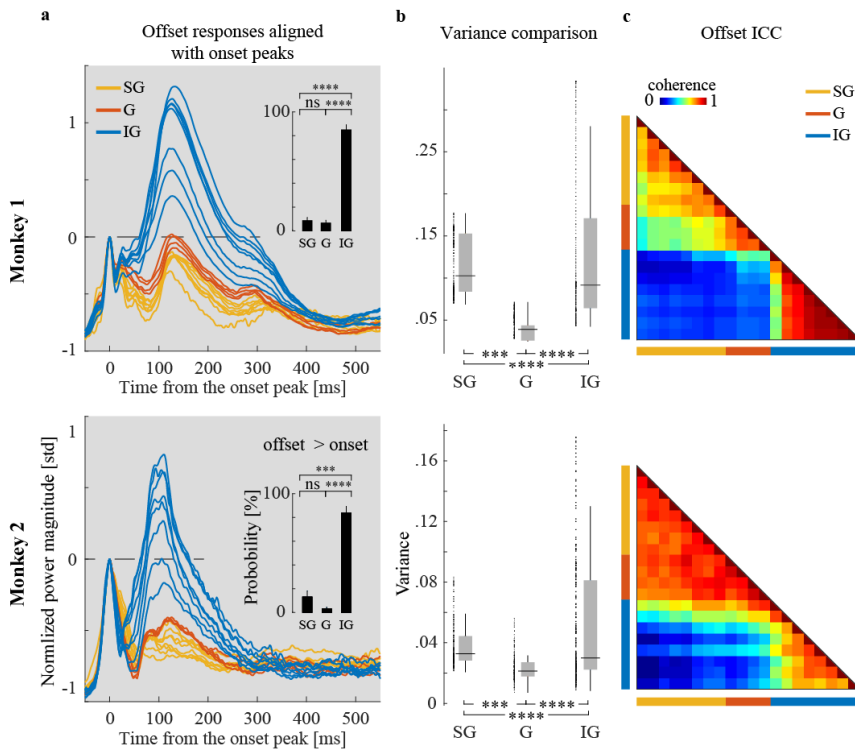 a
b
c
Offset responses aligned
with onset peaks
Variance comparison
Offset ICC
Monkey 1
SG
G
IG
1
0
-1
100
0
****
ns ****
SG G IG
0 100 200 300 400 500
Time from the onset peak [ms]
.25
.15
.05
*** ****
****
SG G IG
coherence
0 1
SG
G
IG
Monkey 2
Normlized power magnitude [std]
1
0
-1
offset > onset
***
ns ****
100
0
Probobility [%]
SG G IG
0 100 200 300 400 500
Time from the onset peak [ms]
Variance
.16
.12
.08
.04
0
*** ****
****
SG G IG